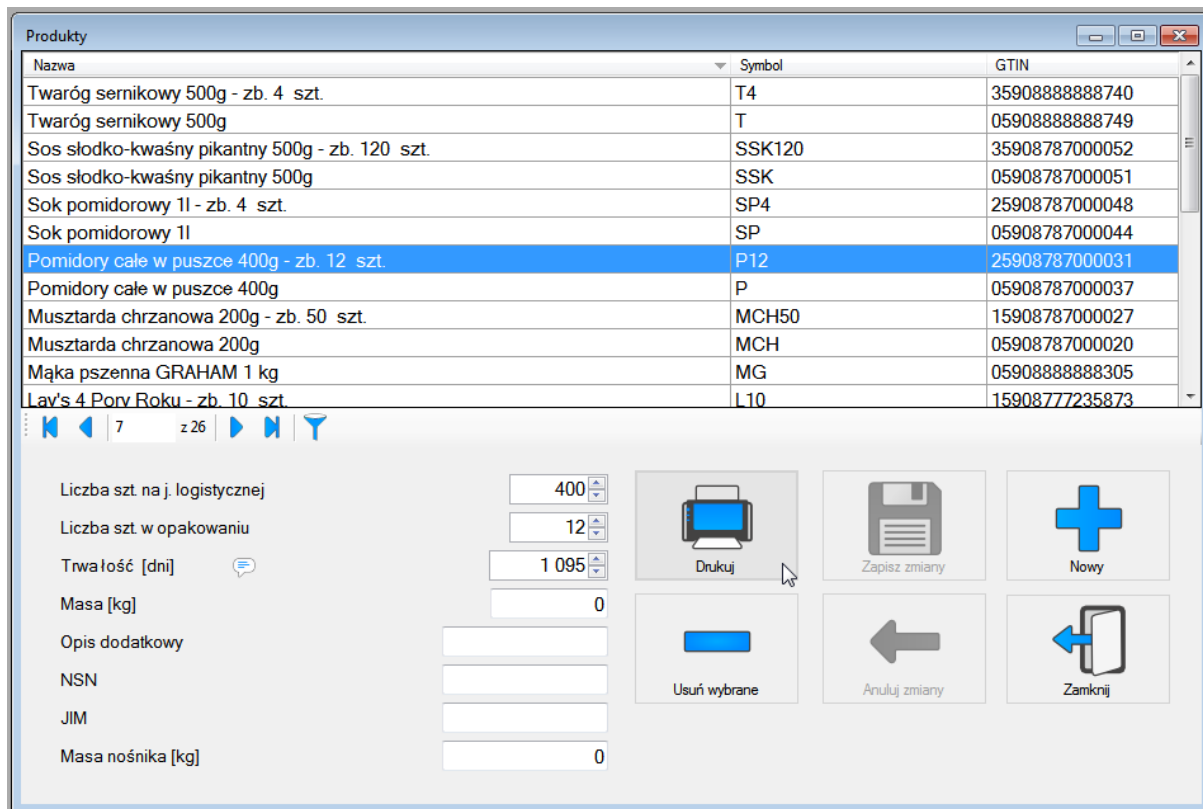 Produkty
Nazwa Symbol GTIN
Twaróg sernikowy 500g - zb. 4 szt. T4 35908888888740
Twaróg sernikowy 500g T 05908888888749
Sos słodko-kwaśny pikantny 500g - zb. 120 szt. SSK120 35908787000052
Sos słodko-kwaśny pikantny 500g SSK 05908787000051
Sok pomidorowy 1l - zb. 4 szt. SP4 25908787000048
Sok pomidorowy 1l SP 05908787000044
Pomidory całe w puszce 400g - zb. 12 szt. P12 25908787000031
Pomidory całe w puszce 400g P 05908787000037
Musztarda chrzanowa 200g - zb. 50 szt. MCH50 15908787000027
Musztarda chrzanowa 200g MCH 05908787000020
Mąka pszenna GRAHAM 1 kg MG 05908888888305
Lay's 4 Pory Roku - zb. 10 szt. L10 15908777235873
7 z 26
Liczba szt. na j. logistycznej 400
Liczba szt. w opakowaniu 12
Trwałość [dni] 1 095
Masa [kg] 0
Opis dodatkowy
NSN
JIM
Masa nośnika [kg] 0
Drukuj Zapisz zmiany Nowy
Usuń wybrane Anuluj zmiany Zamknij